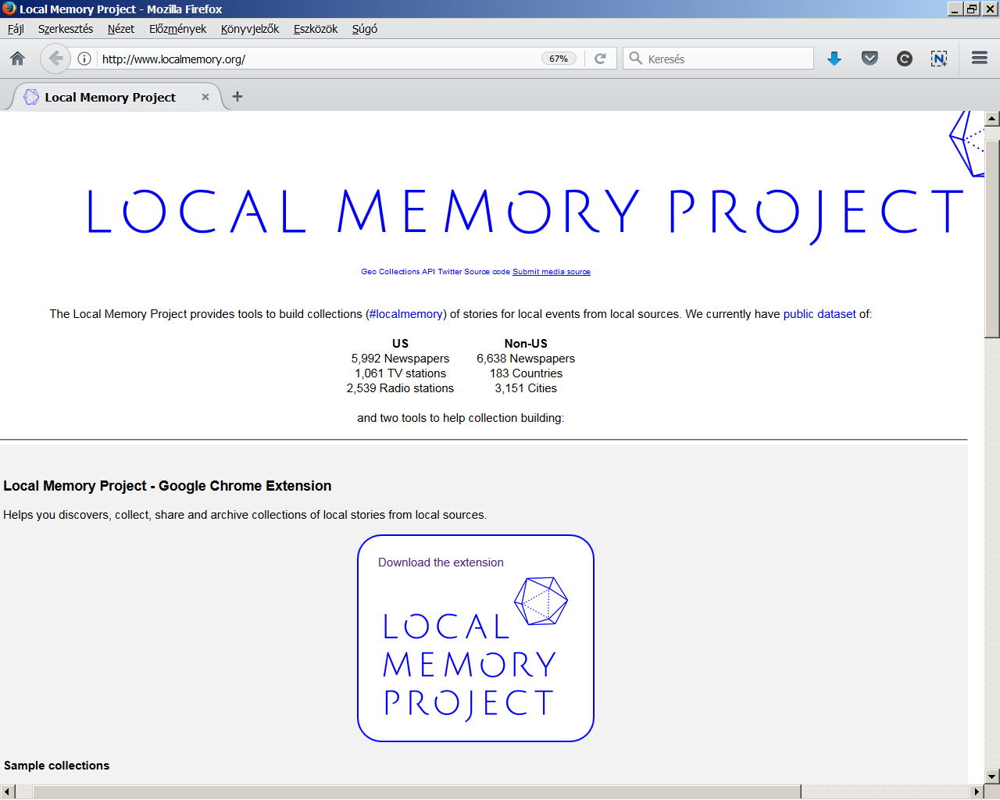 Local Memory Project - Mozilla Firefox
Fájl Szerkesztés Nézet Előzmények Könyvjelzők Eszközök Súgó
http://www.localmemory.org/ 67% Keresés
Local Memory Project
LOCAL MEMORY PROJECT
Geo Collections API Twitter Source code Submit media source
The Local Memory Project provides tools to build collections (#localmemory) of stories for local events from local sources. We currently have public dataset of:
US Non-US
5,992 Newspapers 6,638 Newspapers
1,061 TV stations 183 Countries
2,539 Radio stations 3,151 Cities
and two tools to help collection building:
Local Memory Project - Google Chrome Extension
Helps you discovers, collect, share and archive collections of local stories from local sources.
Download the extension
LOCAL
MEMORY
PROJECT
Sample collections